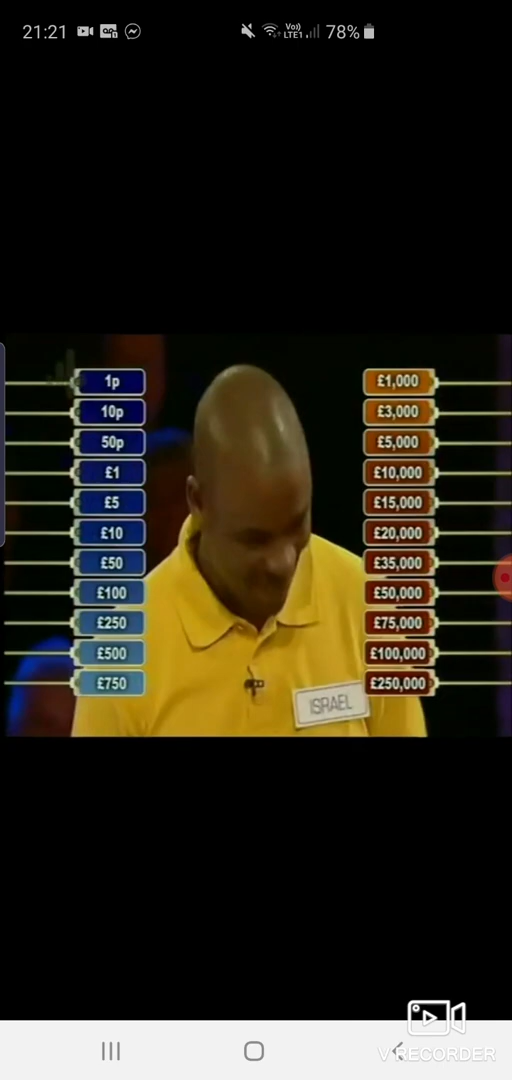 21:21 Vo)) LTE1 78%
1p £1,000
10p £3,000
50p £5,000
£1 £10,000
£5 £15,000
£10 £20,000
£50 £35,000
£100 £50,000
£250 £75,000
£500 £100,000
£750 £250,000
ISRAEL
V RECORDER